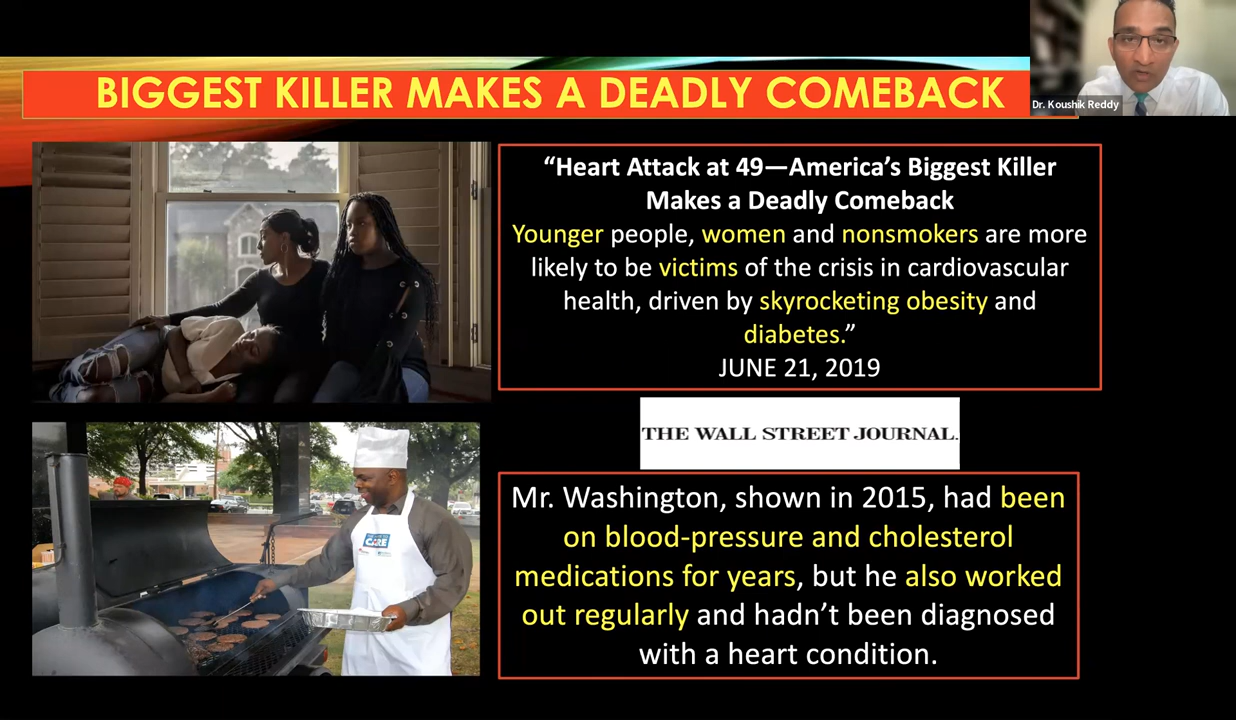 BIGGEST KILLER MAKES A DEADLY COMEBACK
Dr. Koushik Reddy
“Heart Attack at 49—America’s Biggest Killer
Makes a Deadly Comeback
Younger people, women and nonsmokers are more
likely to be victims of the crisis in cardiovascular
health, driven by skyrocketing obesity and
diabetes.”
JUNE 21, 2019
THE WALL STREET JOURNAL.
Mr. Washington, shown in 2015, had been
on blood-pressure and cholesterol
medications for years, but he also worked
out regularly and hadn’t been diagnosed
with a heart condition.
CARE